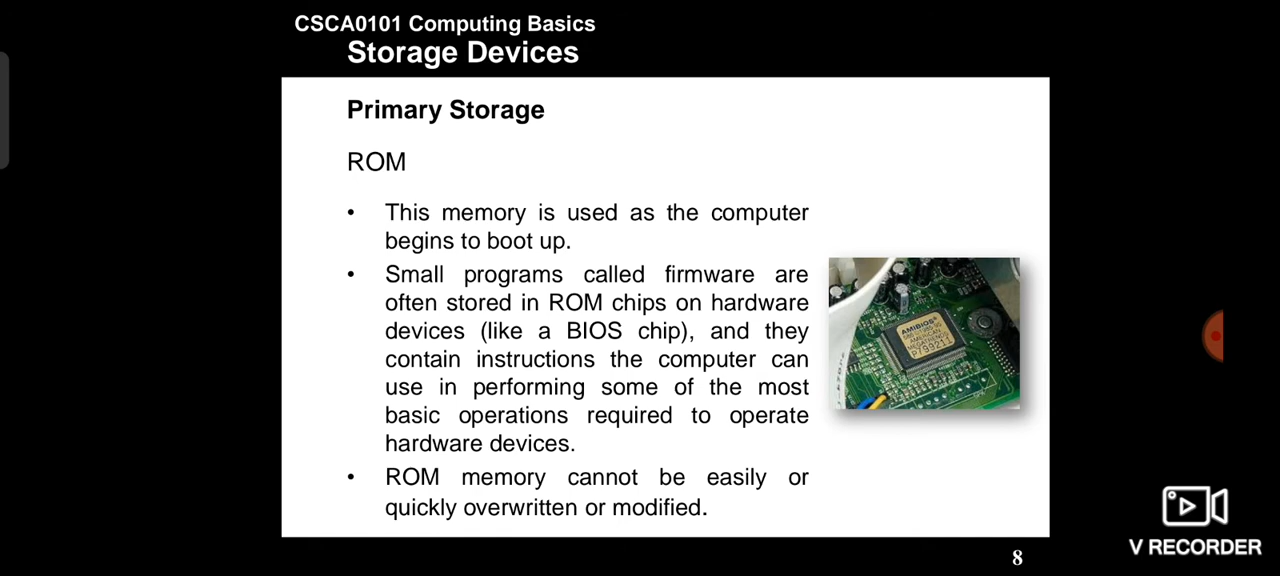 CSCA0101 Computing Basics
Storage Devices
Primary Storage
ROM
• This memory is used as the computer
begins to boot up.
• Small programs called firmware are
often stored in ROM chips on hardware
devices (like a BIOS chip), and they
contain instructions the computer can
use in performing some of the most
basic operations required to operate
hardware devices.
• ROM memory cannot be easily or
quickly overwritten or modified.
AMIBIOS
AMERICAN
MEGATRENDS
8
V RECORDER